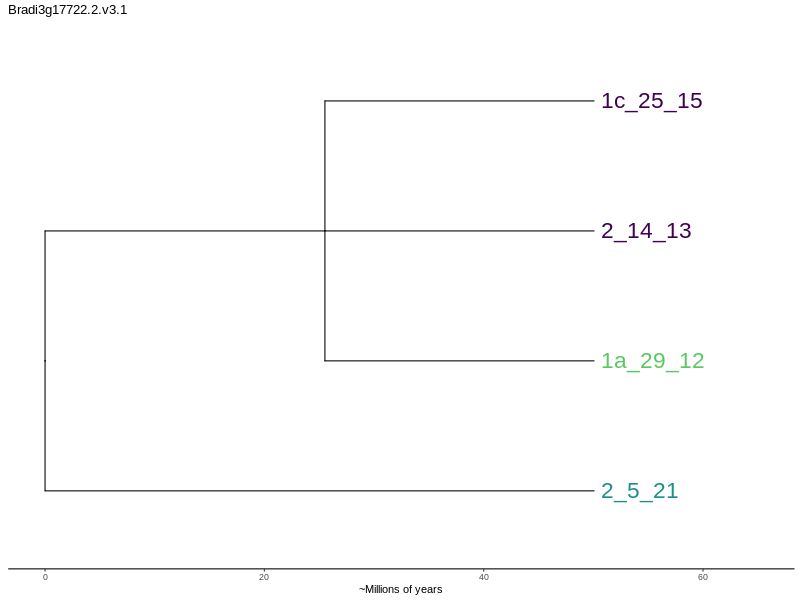 Bradi3g17722.2.v3.1
1c_25_15
2_14_13
1a_29_12
2_5_21
0 20 40 60
~Millions of years